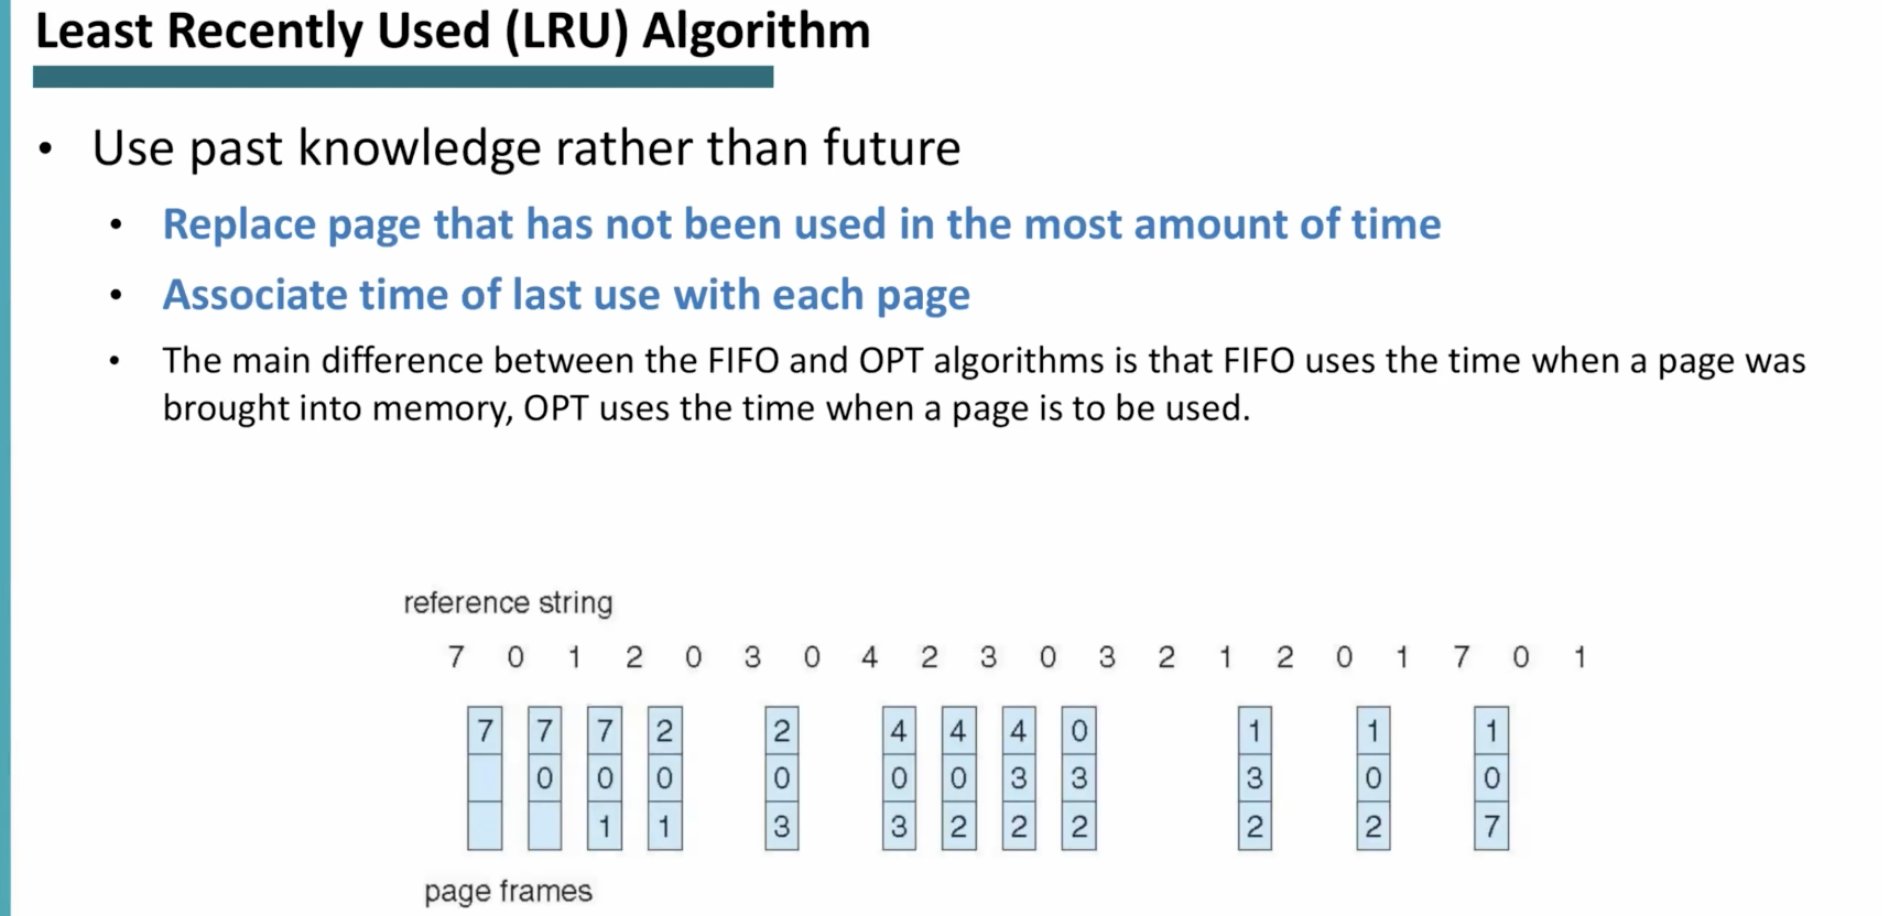 Least Recently Used (LRU) Algorithm
• Use past knowledge rather than future
• Replace page that has not been used in the most amount of time
• Associate time of last use with each page
• The main difference between the FIFO and OPT algorithms is that FIFO uses the time when a page was
brought into memory, OPT uses the time when a page is to be used.
reference string
7 0 1 2 0 3 0 4 2 3 0 3 2 1 2 0 1 7 0 1
7 7 7 2 2 4 4 4 0 1 1 1
0 0 0 0 0 0 3 3 3 0 0
1 1 3 3 2 2 2 2 2 7
page frames